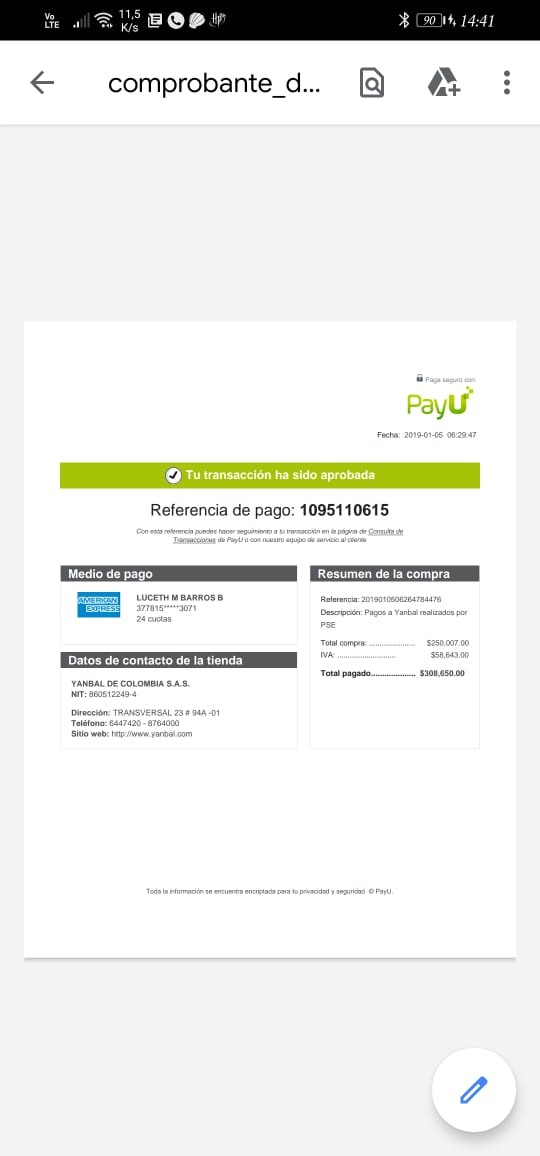 Vo LTE 11,5 K/s 90 14:41
comprobante_d...
Paga seguro con
PayU
Fecha: 2019-01-05 06:29:47
Tu transacción ha sido aprobada
Referencia de pago: 1095110615
Con esta referencia puedes hacer seguimiento a tu transacción en la página de Consulta de
Transacciones de PayU o con nuestro equipo de servicio al cliente.
Medio de pago
AMERICAN EXPRESS
LUCETH M BARROS B
377815*****3071
24 cuotas
Datos de contacto de la tienda
YANBAL DE COLOMBIA S.A.S.
NIT: 860512249-4
Dirección: TRANSVERSAL 23 # 94A -01
Teléfono: 6447420 - 8764000
Sitio web: http://www.yanbal.com
Resumen de la compra
Referencia: 2019010506264784476
Descripción: Pagos a Yanbal realizados por
PSE
Total compra: ..................... $250,007.00
IVA: ........................... $58,643.00
Total pagado.................. $308,650.00
Toda la información se encuentra encriptada para tu privacidad y seguridad © PayU.